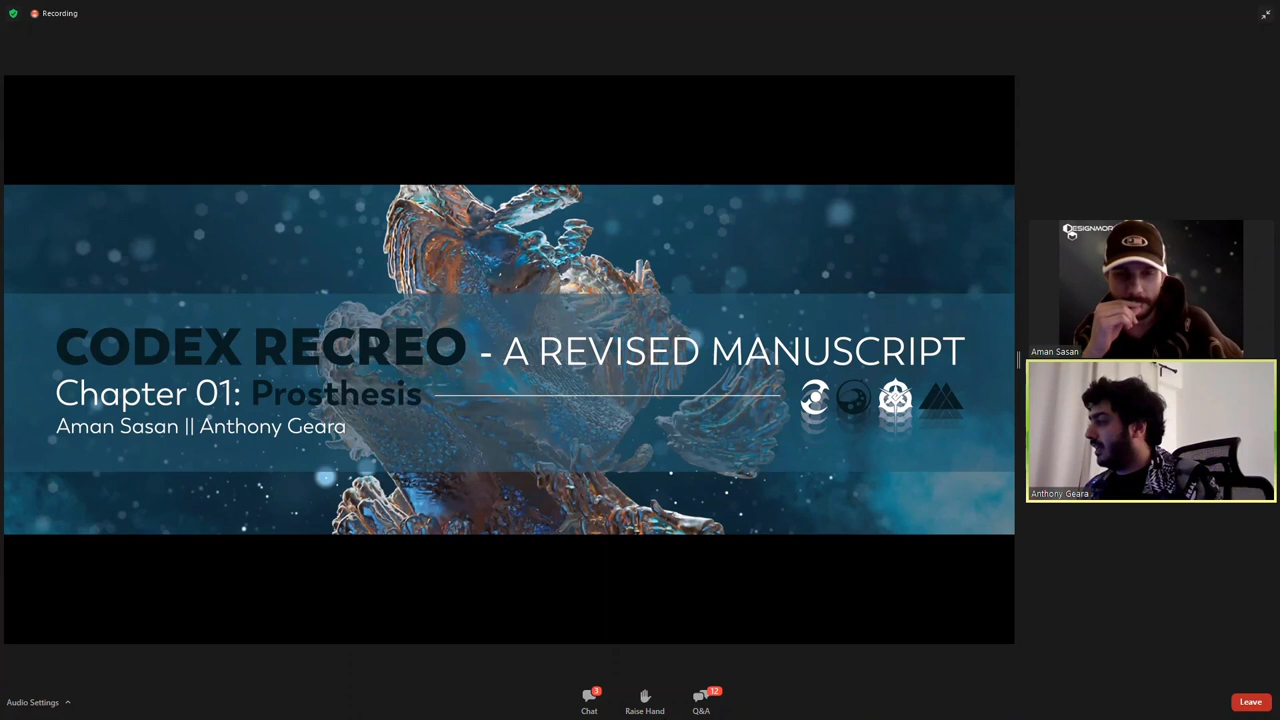 Recording
CODEX RECREO - A REVISED MANUSCRIPT
Chapter 01: Prosthesis
Aman Sasan || Anthony Geara
DESIGNMOR
Aman Sasan
Anthony Geara
Audio Settings
3
Chat
Raise Hand
12
Q&A
Leave